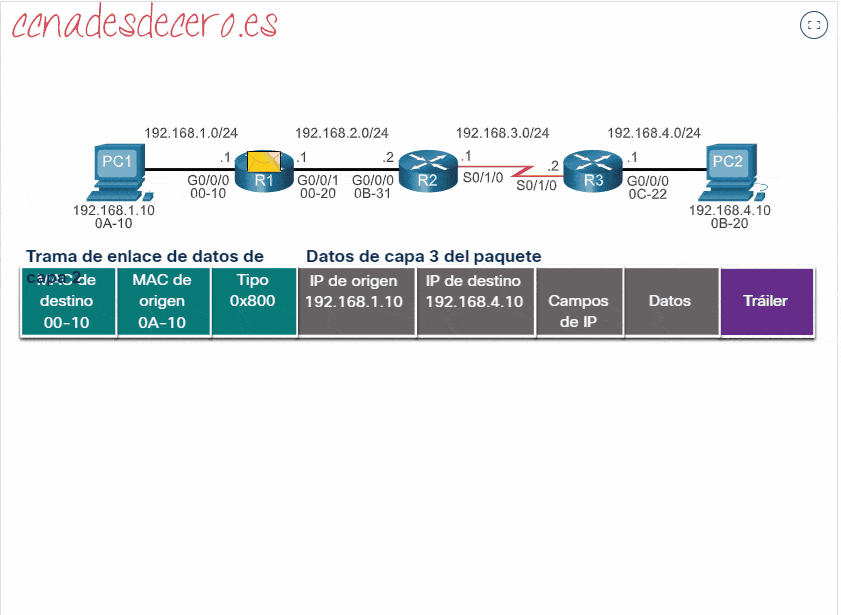 ccnadesdecero.es
192.168.1.0/24 192.168.2.0/24 192.168.3.0/24 192.168.4.0/24
PC1 .1 .1 .2 .1 .2 .1 PC2
G0/0/0 R1 G0/0/1 G0/0/0 R2 S0/1/0 S0/1/0 R3 G0/0/0
00-10 00-20 0B-31 0C-22
192.168.1.10 192.168.4.10
0A-10 0B-20
Trama de enlace de datos de capa 2
Datos de capa 3 del paquete
MAC de destino 00-10
MAC de origen 0A-10
Tipo 0x800
IP de origen 192.168.1.10
IP de destino 192.168.4.10
Campos de IP
Datos
Tráiler